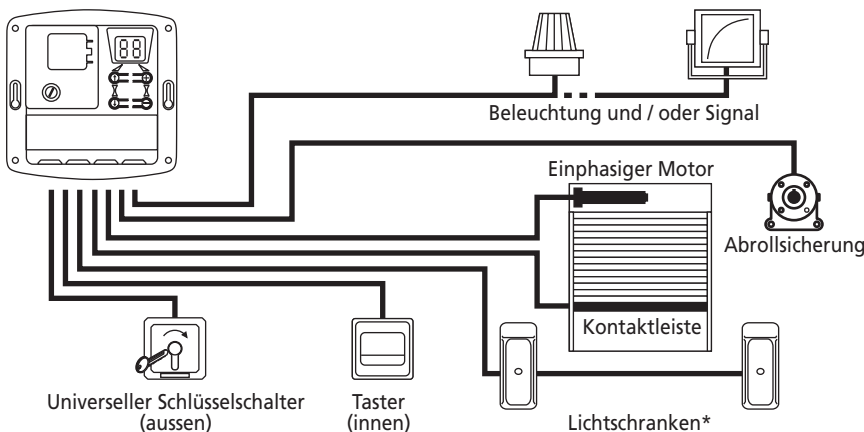 88
Beleuchtung und / oder Signal
Einphasiger Motor
Abrollsicherung
Kontaktleiste
Universeller Schlüsselschalter
(aussen)
Taster
(innen)
Lichtschranken*